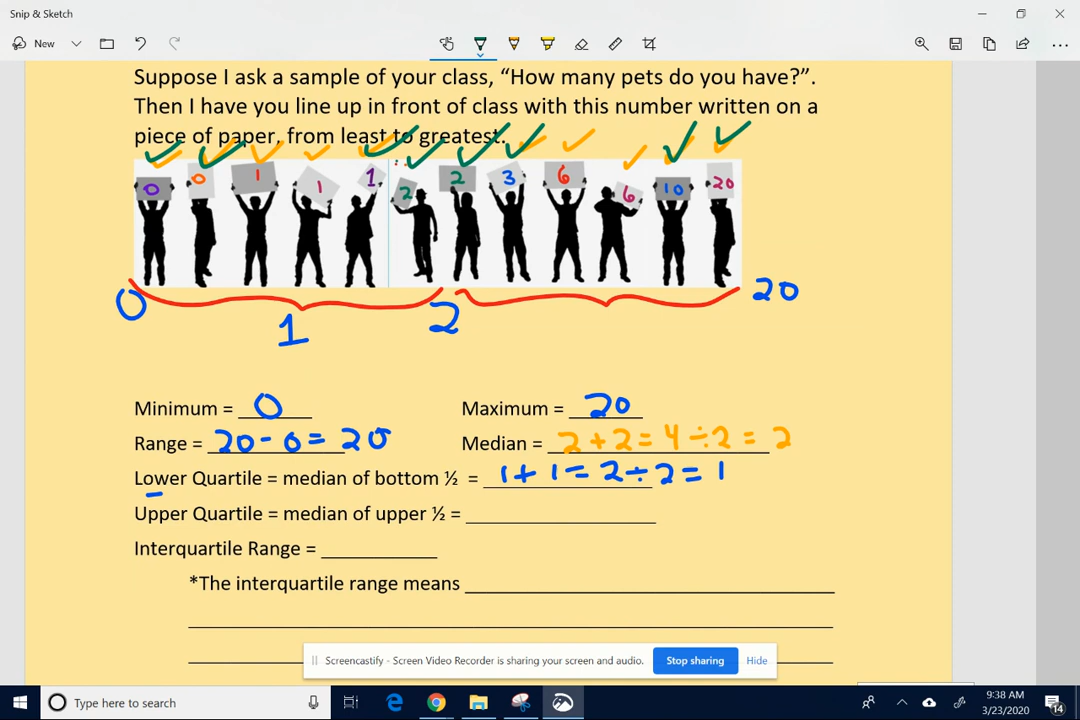 Snip & Sketch
New
Suppose I ask a sample of your class, “How many pets do you have?”.
Then I have you line up in front of class with this number written on a
piece of paper, from least to greatest.
0 0 1 1 1 2 2 3 6 6 10 20
0 1 2 20
Minimum = 0 Maximum = 20
Range = 20 - 0 = 20 Median = 2 + 2 = 4 ÷ 2 = 2
Lower Quartile = median of bottom ½ = 1 + 1 = 2 ÷ 2 = 1
Upper Quartile = median of upper ½ =
Interquartile Range =
*The interquartile range means
Screencastify - Screen Video Recorder is sharing your screen and audio. Stop sharing Hide
Type here to search
9:38 AM
3/23/2020
14